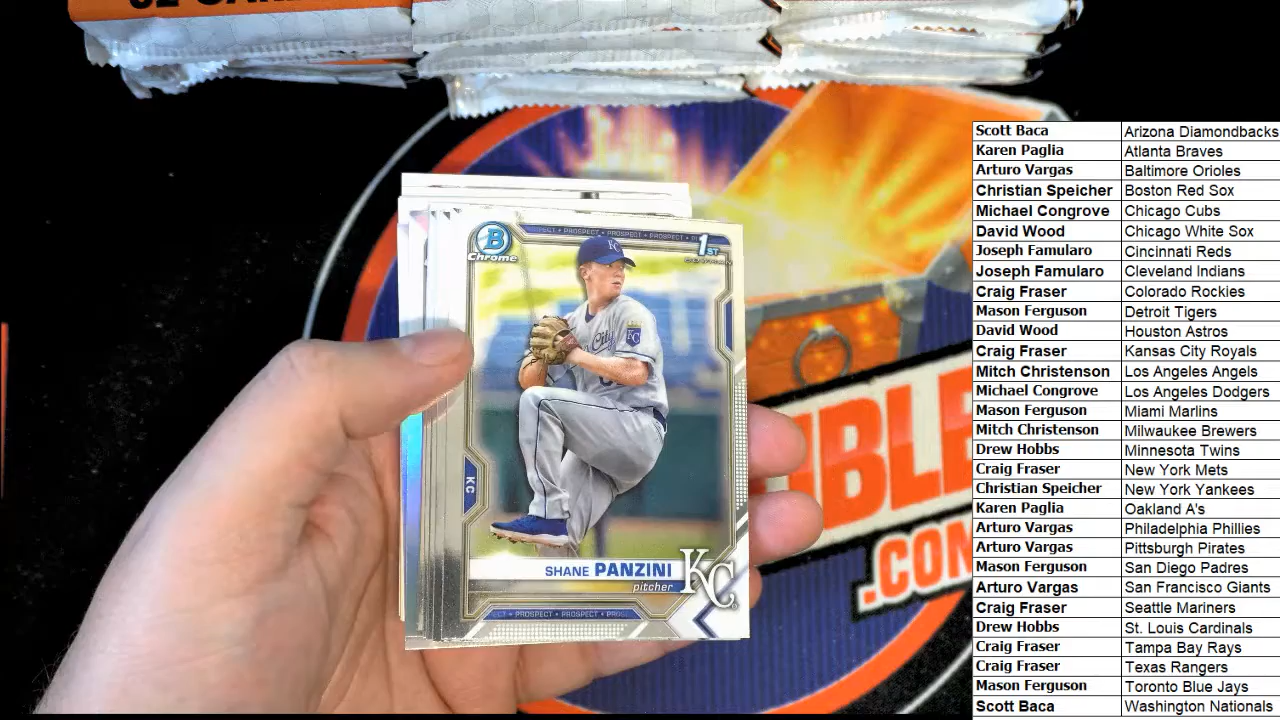 B
Chrome
PROSPECT • PROSPECT • PROSPECT • PROSPECT
1ST
BOWMAN
KC
City
KC
KC
SHANE PANZINI
pitcher
KC
PROSPECT • PROSPECT • PROSPECT
IBLE
.COM
Scott Baca Arizona Diamondbacks
Karen Paglia Atlanta Braves
Arturo Vargas Baltimore Orioles
Christian Speicher Boston Red Sox
Michael Congrove Chicago Cubs
David Wood Chicago White Sox
Joseph Famularo Cincinnati Reds
Joseph Famularo Cleveland Indians
Craig Fraser Colorado Rockies
Mason Ferguson Detroit Tigers
David Wood Houston Astros
Craig Fraser Kansas City Royals
Mitch Christenson Los Angeles Angels
Michael Congrove Los Angeles Dodgers
Mason Ferguson Miami Marlins
Mitch Christenson Milwaukee Brewers
Drew Hobbs Minnesota Twins
Craig Fraser New York Mets
Christian Speicher New York Yankees
Karen Paglia Oakland A's
Arturo Vargas Philadelphia Phillies
Arturo Vargas Pittsburgh Pirates
Mason Ferguson San Diego Padres
Arturo Vargas San Francisco Giants
Craig Fraser Seattle Mariners
Drew Hobbs St. Louis Cardinals
Craig Fraser Tampa Bay Rays
Craig Fraser Texas Rangers
Mason Ferguson Toronto Blue Jays
Scott Baca Washington Nationals